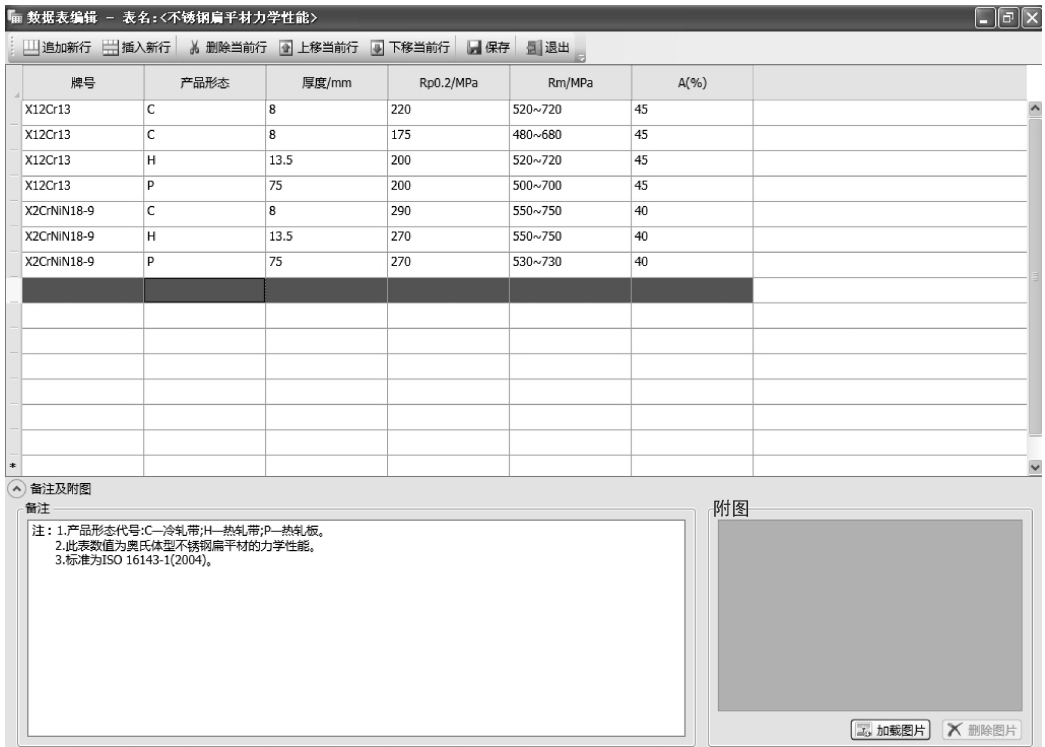 数据表编辑 - 表名:<不锈钢扁平材力学性能>
追加新行 插入新行 删除当前行 上移当前行 下移当前行 保存 退出
牌号 产品形态 厚度/mm Rp0.2/MPa Rm/MPa A(%)
X12Cr13 C 8 220 520~720 45
X12Cr13 C 8 175 480~680 45
X12Cr13 H 13.5 200 520~720 45
X12Cr13 P 75 200 500~700 45
X2CrNiN18-9 C 8 290 550~750 40
X2CrNiN18-9 H 13.5 270 550~750 40
X2CrNiN18-9 P 75 270 530~730 40
*
备注及附图
备注
注：1.产品形态代号:C—冷轧带;H—热轧带;P—热轧板。
2.此表数值为奥氏体型不锈钢扁平材的力学性能。
3.标准为ISO 16143-1(2004)。
附图
加载图片 删除图片